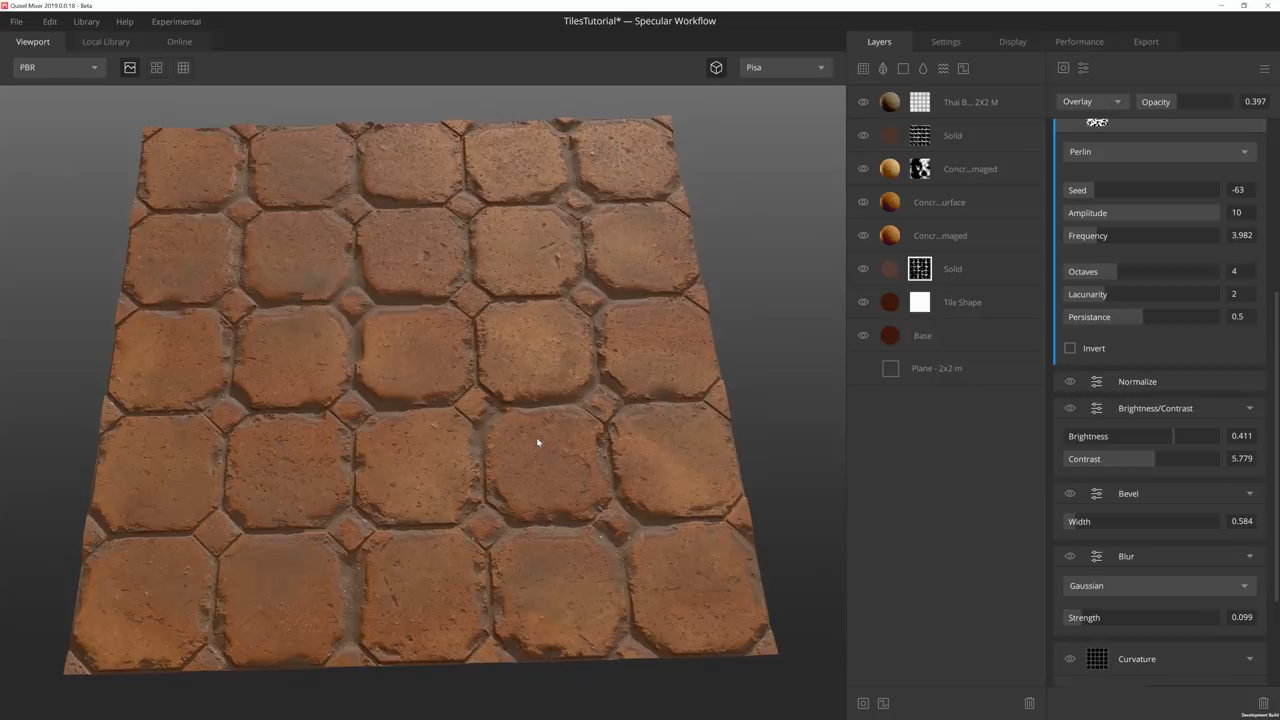 Quixel Mixer 2019.0.0.18 - Beta
File Edit Library Help Experimental
TilesTutorial* — Specular Workflow
Viewport Local Library Online
Layers Settings Display Performance Export
PBR
Pisa
Overlay Opacity 0.397
Thai B... 2X2 M
Solid
Concr...maged
Concr...urface
Concr...maged
Solid
Tile Shape
Base
Plane - 2x2 m
Perlin
Seed -63
Amplitude 10
Frequency 3.982
Octaves 4
Lacunarity 2
Persistance 0.5
Invert
Normalize
Brightness/Contrast
Brightness 0.411
Contrast 5.779
Bevel
Width 0.584
Blur
Gaussian
Strength 0.099
Curvature
Development Build